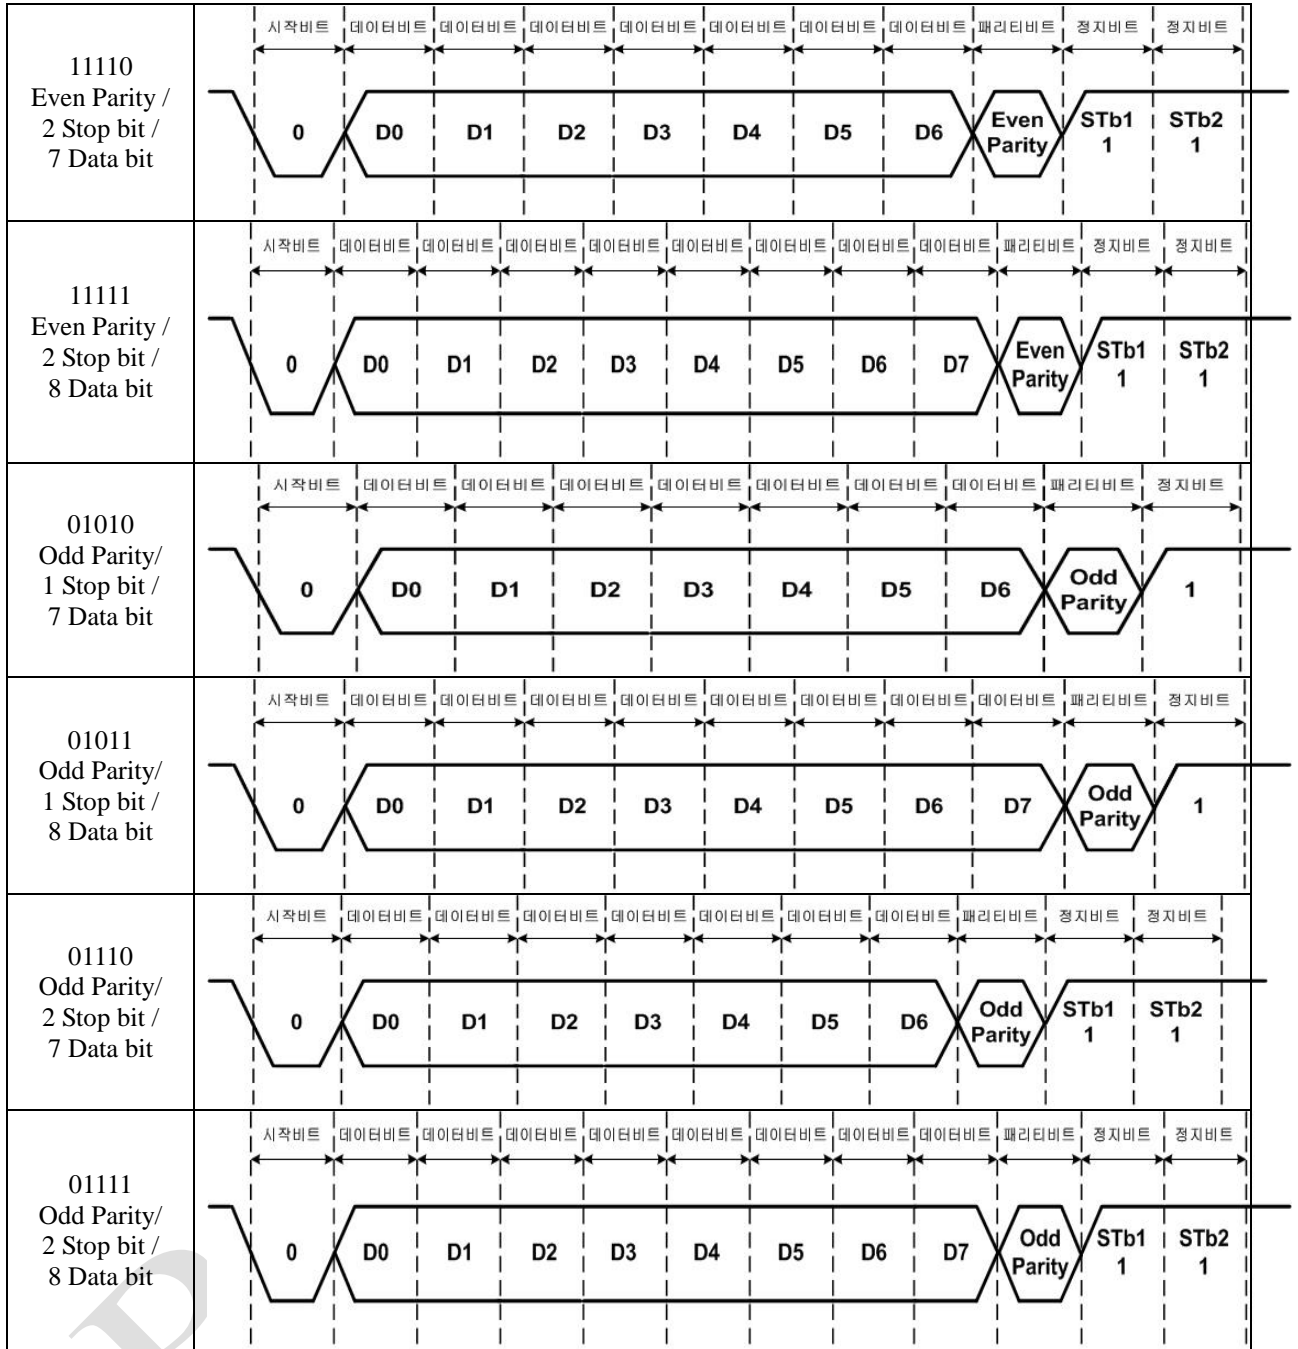 11110
Even Parity /
2 Stop bit /
7 Data bit
시작비트 데이터비트 데이터비트 데이터비트 데이터비트 데이터비트 데이터비트 데이터비트 패리티비트 정지비트 정지비트
0 D0 D1 D2 D3 D4 D5 D6 Even Parity STb1 1 STb2 1
11111
Even Parity /
2 Stop bit /
8 Data bit
시작비트 데이터비트 데이터비트 데이터비트 데이터비트 데이터비트 데이터비트 데이터비트 데이터비트 패리티비트 정지비트 정지비트
0 D0 D1 D2 D3 D4 D5 D6 D7 Even Parity STb1 1 STb2 1
01010
Odd Parity/
1 Stop bit /
7 Data bit
시작비트 데이터비트 데이터비트 데이터비트 데이터비트 데이터비트 데이터비트 데이터비트 패리티비트 정지비트
0 D0 D1 D2 D3 D4 D5 D6 Odd Parity 1
01011
Odd Parity/
1 Stop bit /
8 Data bit
시작비트 데이터비트 데이터비트 데이터비트 데이터비트 데이터비트 데이터비트 데이터비트 데이터비트 패리티비트 정지비트
0 D0 D1 D2 D3 D4 D5 D6 D7 Odd Parity 1
01110
Odd Parity/
2 Stop bit /
7 Data bit
시작비트 데이터비트 데이터비트 데이터비트 데이터비트 데이터비트 데이터비트 데이터비트 패리티비트 정지비트 정지비트
0 D0 D1 D2 D3 D4 D5 D6 Odd Parity STb1 1 STb2 1
01111
Odd Parity/
2 Stop bit /
8 Data bit
시작비트 데이터비트 데이터비트 데이터비트 데이터비트 데이터비트 데이터비트 데이터비트 데이터비트 패리티비트 정지비트 정지비트
0 D0 D1 D2 D3 D4 D5 D6 D7 Odd Parity STb1 1 STb2 1